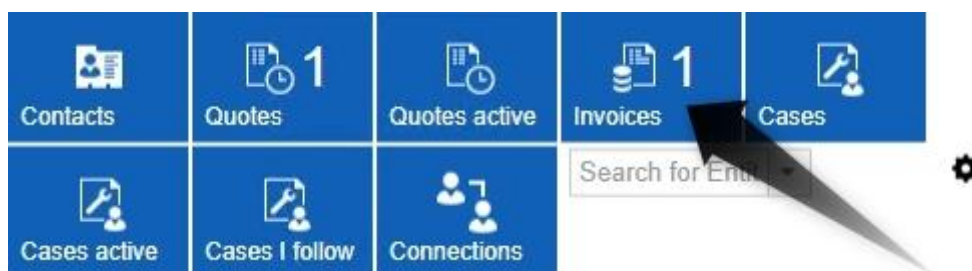 1
1
Contacts
Quotes
Quotes active
Invoices
Cases
Search for
Cases active
Cases I follow
Connections